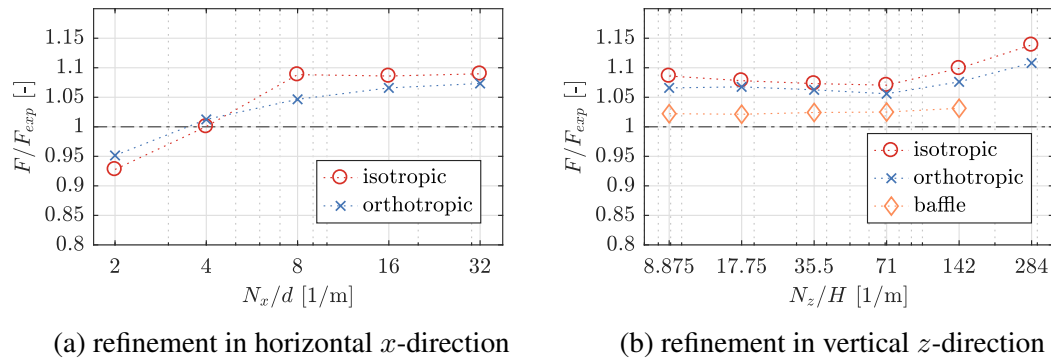 1.15
1.1
1.05
1
0.95
0.9
0.85
0.8
F/F_exp [-]
isotropic
orthotropic
2 4 8 16 32
N_x/d [1/m]
(a) refinement in horizontal x-direction
1.15
1.1
1.05
1
0.95
0.9
0.85
0.8
F/F_exp [-]
isotropic
orthotropic
baffle
8.875 17.75 35.5 71 142 284
N_z/H [1/m]
(b) refinement in vertical z-direction